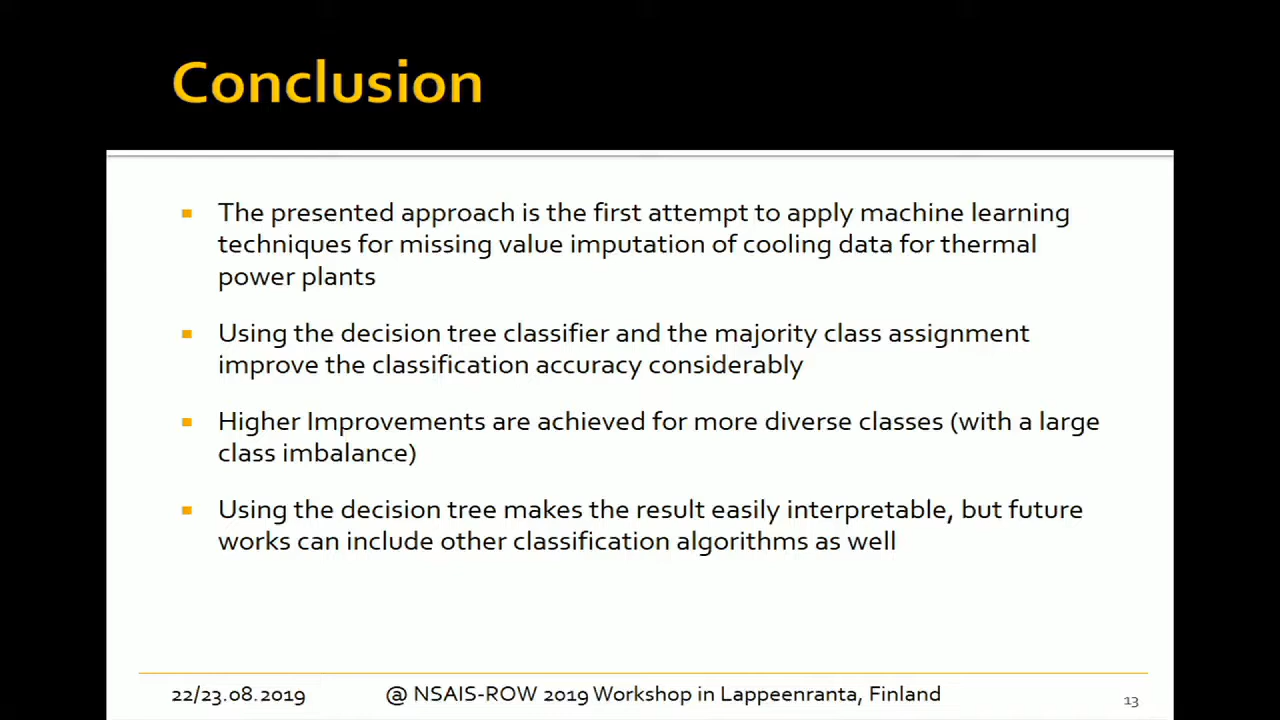 Conclusion
The presented approach is the first attempt to apply machine learning
techniques for missing value imputation of cooling data for thermal
power plants
Using the decision tree classifier and the majority class assignment
improve the classification accuracy considerably
Higher Improvements are achieved for more diverse classes (with a large
class imbalance)
Using the decision tree makes the result easily interpretable, but future
works can include other classification algorithms as well
22/23.08.2019 @ NSAIS-ROW 2019 Workshop in Lappeenranta, Finland 13